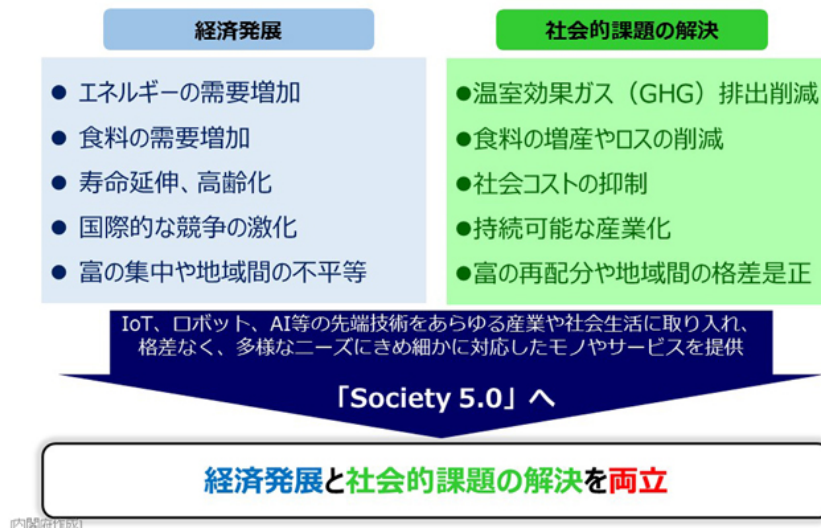 経済発展
● エネルギーの需要増加
● 食料の需要増加
● 寿命延伸、高齢化
● 国際的な競争の激化
● 富の集中や地域間の不平等
社会的課題の解決
●温室効果ガス（GHG）排出削減
●食料の増産やロスの削減
●社会コストの抑制
●持続可能な産業化
●富の再配分や地域間の格差是正
IoT、ロボット、AI等の先端技術をあらゆる産業や社会生活に取り入れ、
格差なく、多様なニーズにきめ細かに対応したモノやサービスを提供
「Society 5.0」へ
経済発展と社会的課題の解決を両立
[内閣府作成]